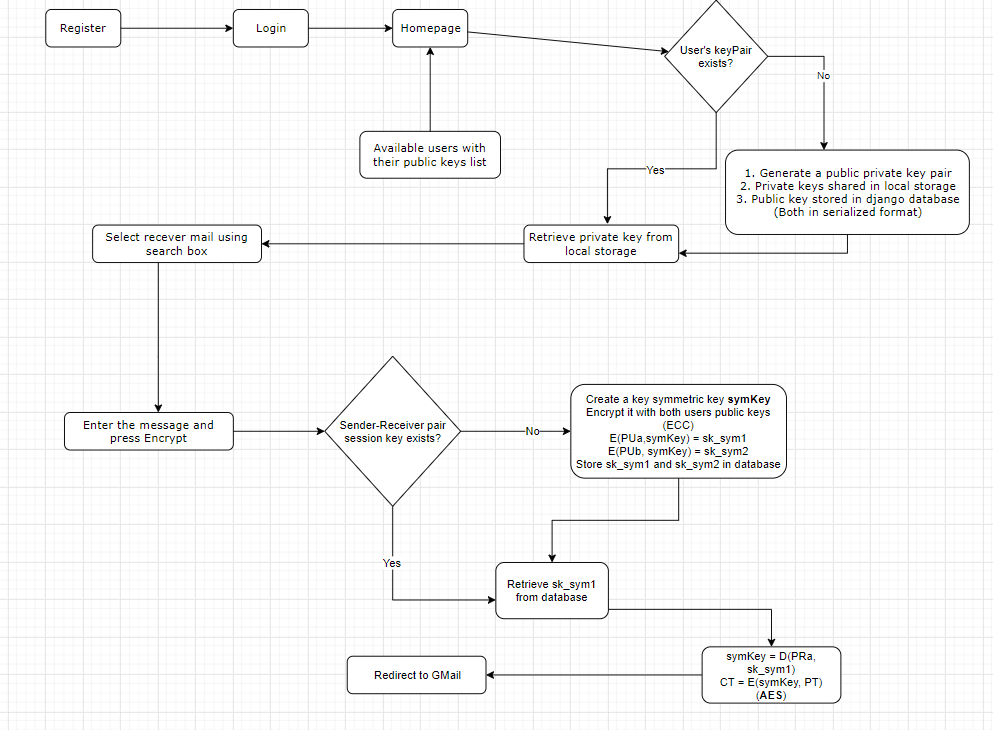 Register
Login
Homepage
User's keyPair
exists?
No
Available users with
their public keys list
Yes
1. Generate a public private key pair
2. Private keys shared in local storage
3. Public key stored in django database
(Both in serialized format)
Select recever mail using
search box
Retrieve private key from
local storage
Enter the message and
press Encrypt
Sender-Receiver pair
session key exists?
No
Create a key symmetric key symKey
Encrypt it with both users public keys
(ECC)
E(PUa,symKey) = sk_sym1
E(PUb, symKey) = sk_sym2
Store sk_sym1 and sk_sym2 in database
Yes
Retrieve sk_sym1
from database
symKey = D(PRa,
sk_sym1)
CT = E(symKey, PT)
(AES)
Redirect to GMail